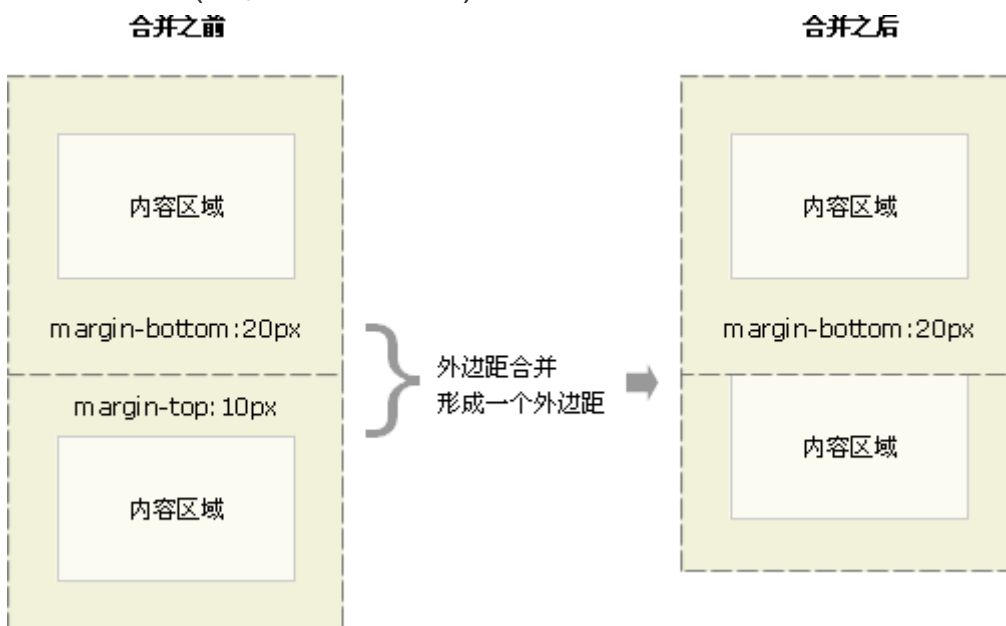 合并之前
合并之后
内容区域
margin-bottom:20px
margin-top:10px
内容区域
外边距合并
形成一个外边距
内容区域
margin-bottom:20px
内容区域